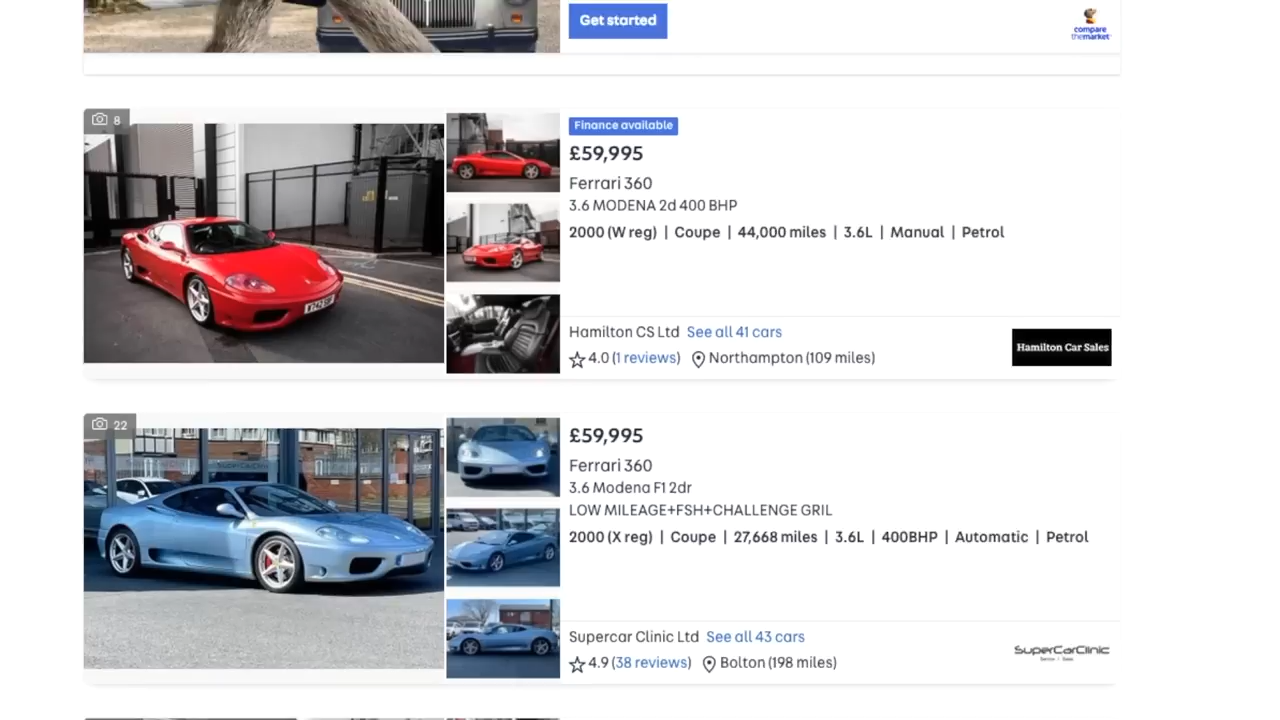 Get started
compare
themarket
8
Finance available
£59,995
Ferrari 360
3.6 MODENA 2d 400 BHP
2000 (W reg) | Coupe | 44,000 miles | 3.6L | Manual | Petrol
Hamilton CS Ltd See all 41 cars
Hamilton Car Sales
4.0 (1 reviews) Northampton (109 miles)
22
£59,995
Ferrari 360
3.6 Modena F1 2dr
LOW MILEAGE+FSH+CHALLENGE GRIL
2000 (X reg) | Coupe | 27,668 miles | 3.6L | 400BHP | Automatic | Petrol
Supercar Clinic Ltd See all 43 cars
SuperCarClinic
Service | Sales
4.9 (38 reviews) Bolton (198 miles)